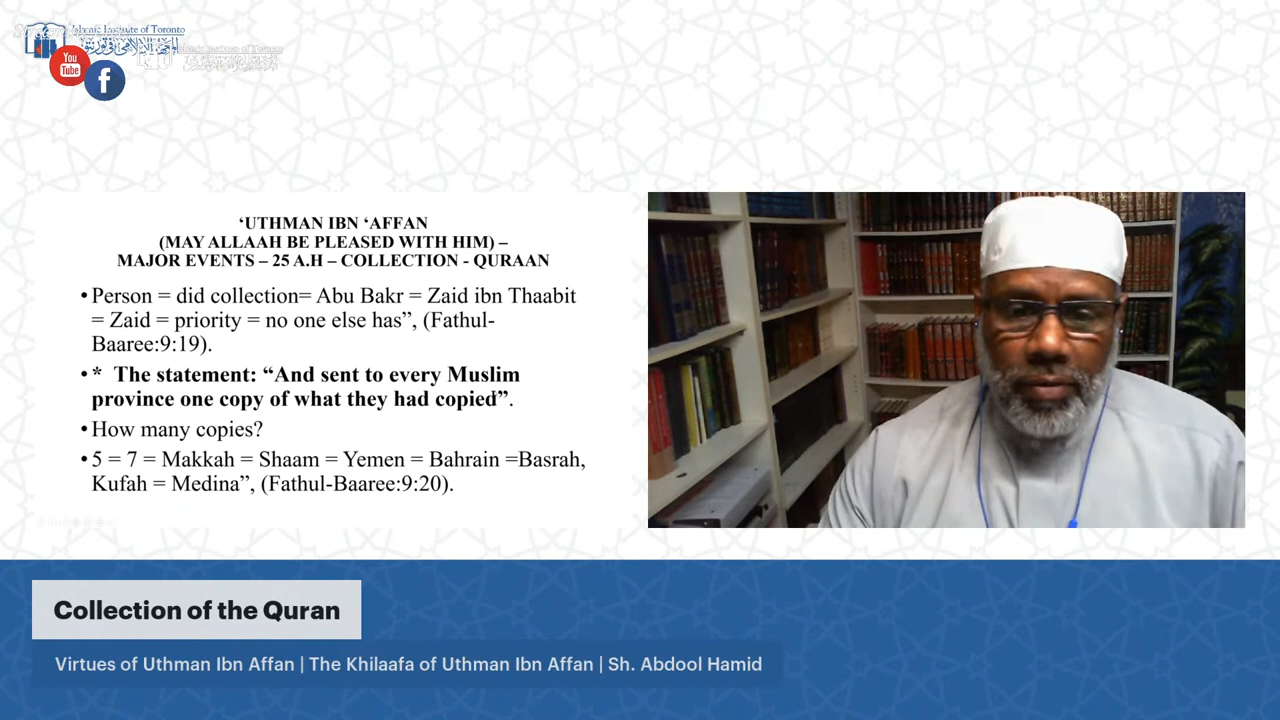 Islamic Institute of Toronto
You
Tube
f
‘UTHMAN IBN ‘AFFAN
(MAY ALLAAH BE PLEASED WITH HIM) –
MAJOR EVENTS – 25 A.H – COLLECTION - QURAAN
•Person = did collection= Abu Bakr = Zaid ibn Thaabit
= Zaid = priority = no one else has”, (Fathul-
Baaree:9:19).
•* The statement: “And sent to every Muslim
province one copy of what they had copied”.
•How many copies?
•5 = 7 = Makkah = Shaam = Yemen = Bahrain =Basrah,
Kufah = Medina”, (Fathul-Baaree:9:20).
Collection of the Quran
Virtues of Uthman Ibn Affan | The Khilaafa of Uthman Ibn Affan | Sh. Abdool Hamid